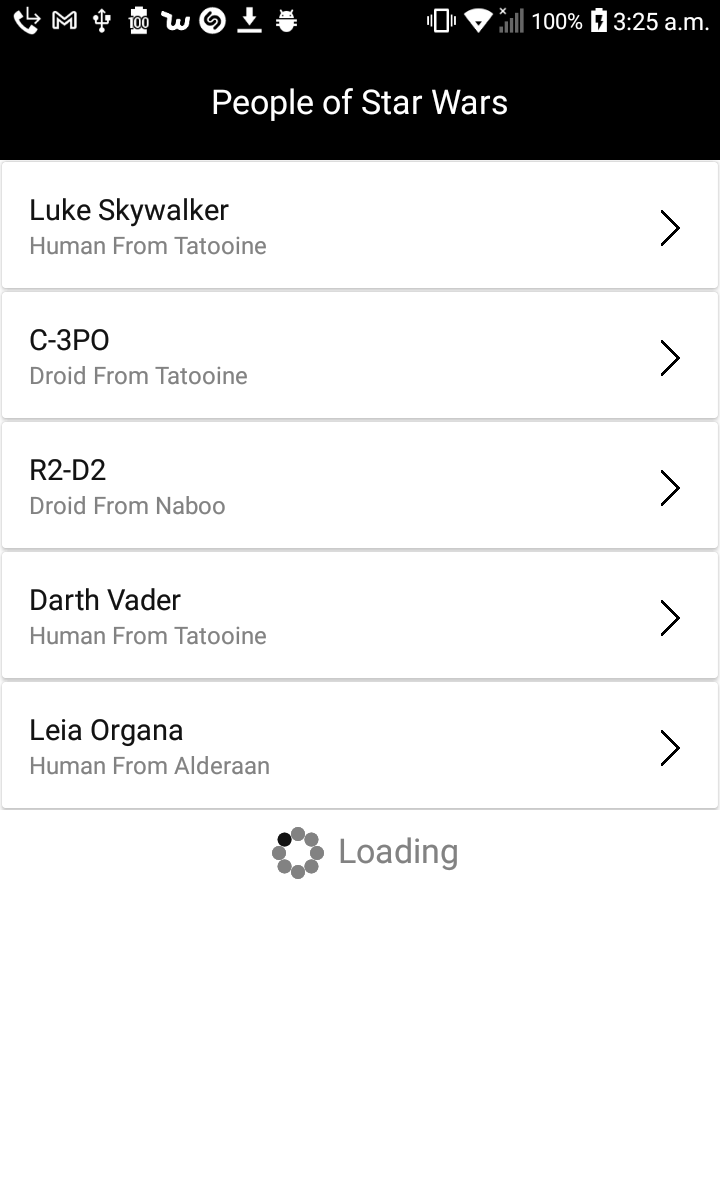 100 100% 3:25 a.m.
People of Star Wars
Luke Skywalker
Human From Tatooine
C-3PO
Droid From Tatooine
R2-D2
Droid From Naboo
Darth Vader
Human From Tatooine
Leia Organa
Human From Alderaan
Loading